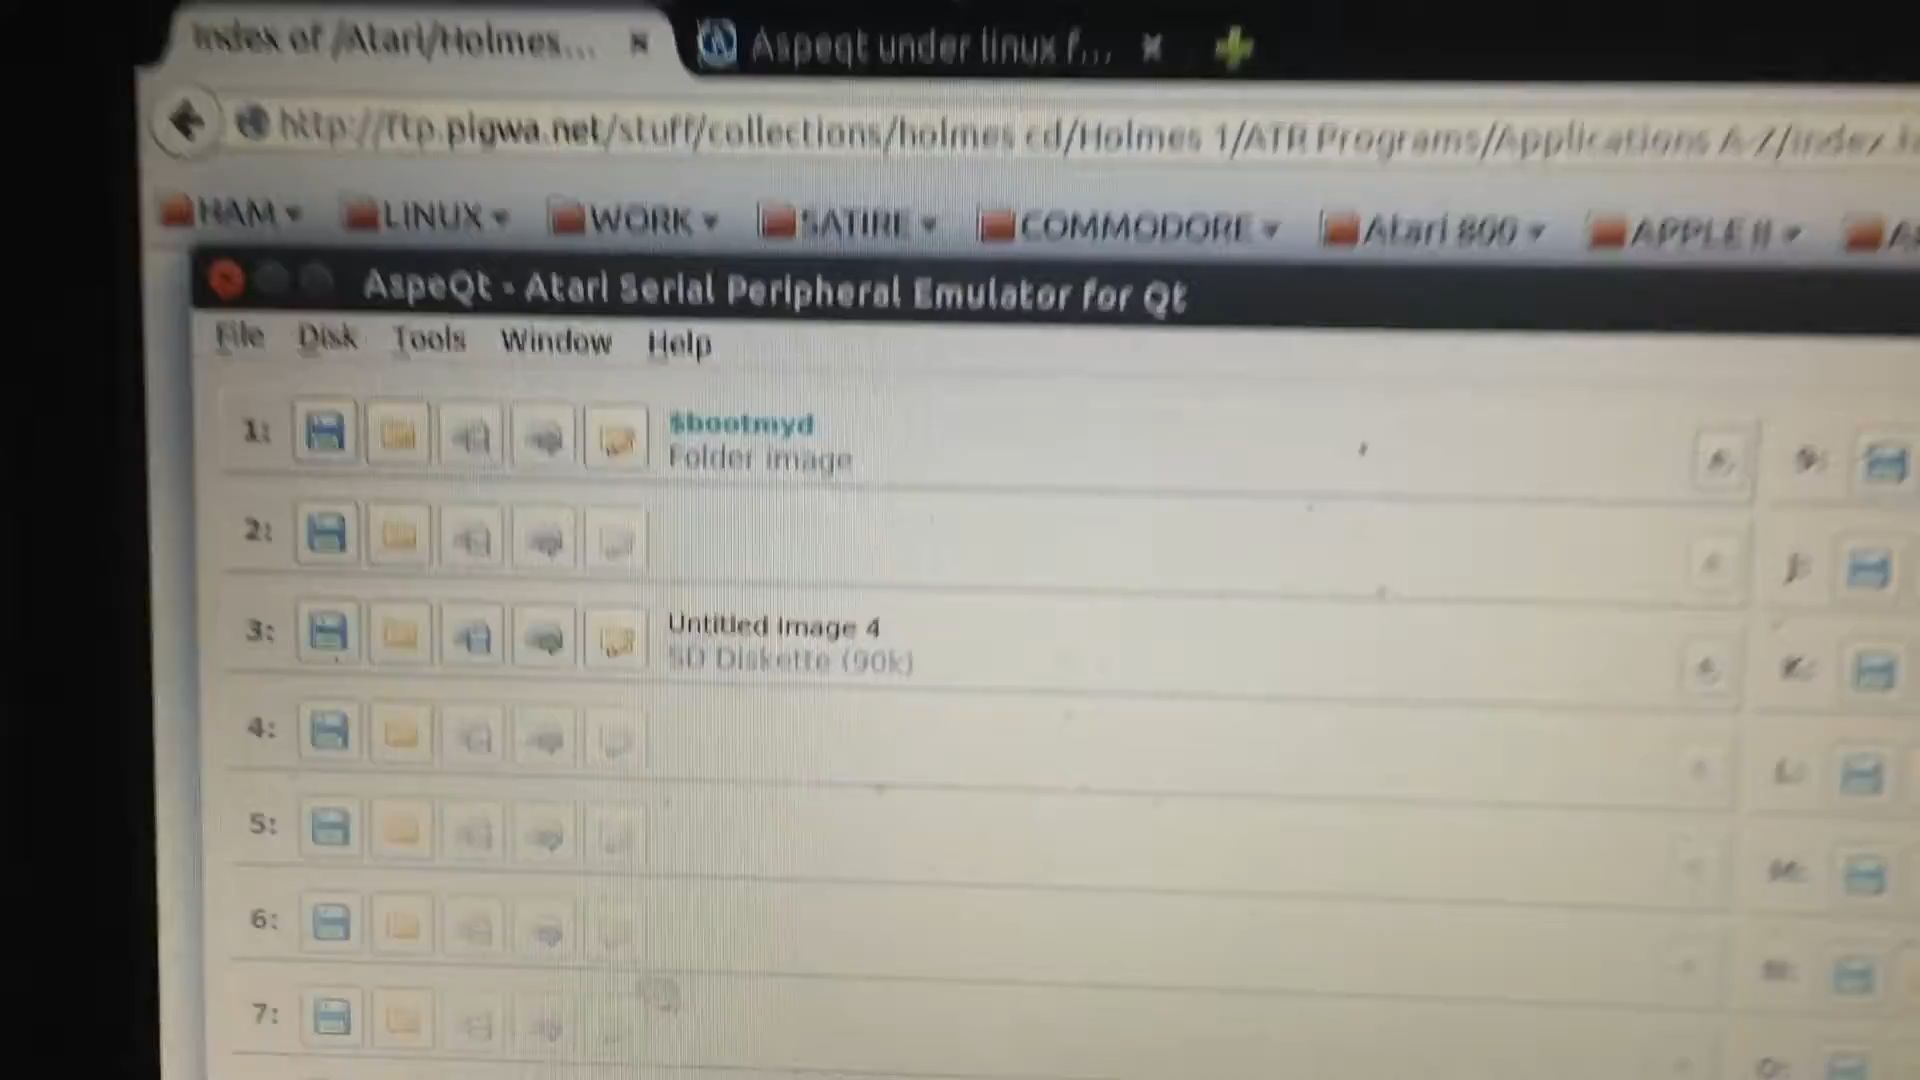 Index of /Atari/Holmes...
Aspeqt under linux f...
http://ftp.pigwa.net/stuff/collections/holmes cd/Holmes 1/ATR Programs/Applications A-Z/index
HAM
LINUX
WORK
SATIRE
COMMODORE
Atari 800
APPLE II
AspeQt - Atari Serial Peripheral Emulator for Qt
File Disk Tools Window Help
1:
$bootmyd
Folder image
9:
2:
J:
3:
Untitled image 4
SD Diskette (90k)
K:
4:
L:
5:
M:
6:
7:
O: